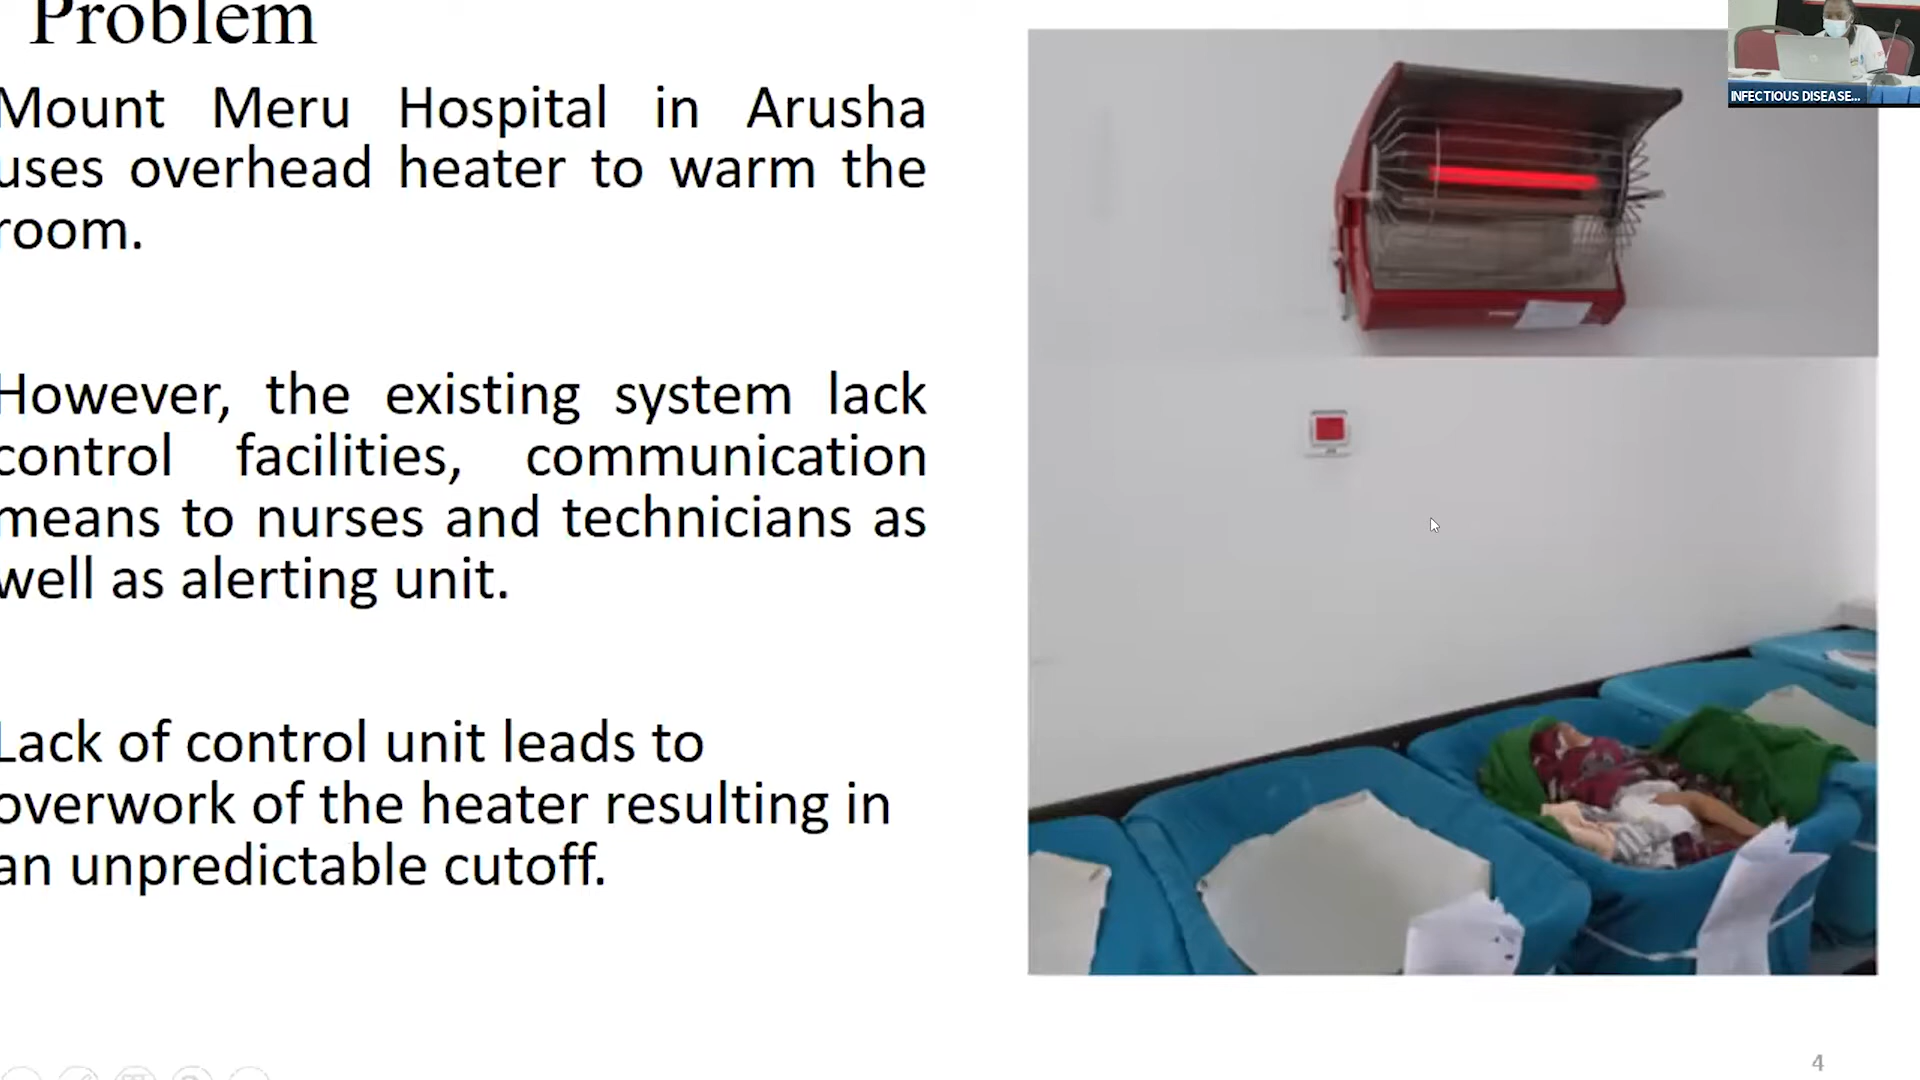 Problem
Mount Meru Hospital in Arusha
uses overhead heater to warm the
room.
However, the existing system lack
control facilities, communication
means to nurses and technicians as
well as alerting unit.
Lack of control unit leads to
overwork of the heater resulting in
an unpredictable cutoff.
INFECTIOUS DISEASE...
4